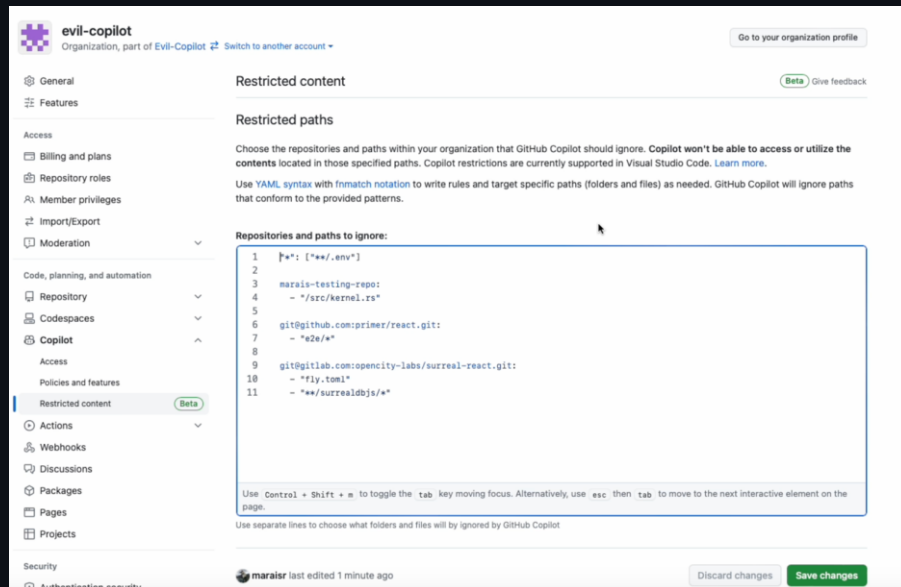 evil-copilot
Organization, part of Evil-Copilot Switch to another account
Go to your organization profile
General
Features
Access
Billing and plans
Repository roles
Member privileges
Import/Export
Moderation
Code, planning, and automation
Repository
Codespaces
Copilot
Access
Policies and features
Restricted content Beta
Actions
Webhooks
Discussions
Packages
Pages
Projects
Security
Authentication security
Restricted content
Beta Give feedback
Restricted paths
Choose the repositories and paths within your organization that GitHub Copilot should ignore. Copilot won't be able to access or utilize the
contents located in those specified paths. Copilot restrictions are currently supported in Visual Studio Code. Learn more.
Use YAML syntax with fnmatch notation to write rules and target specific paths (folders and files) as needed. GitHub Copilot will ignore paths
that conform to the provided patterns.
Repositories and paths to ignore:
1 "*": ["**/.env"]
2
3 marais-testing-repo:
4 - "/src/kernel.rs"
5
6 git@github.com:primer/react.git:
7 - "e2e/*"
8
9 git@gitlab.com:opencity-labs/surreal-react.git:
10 - "fly.toml"
11 - "**/surrealdbjs/*"
Use Control + Shift + m to toggle the tab key moving focus. Alternatively, use esc then tab to move to the next interactive element on the
page.
Use separate lines to choose what folders and files will by ignored by GitHub Copilot
maraisr last edited 1 minute ago
Discard changes
Save changes